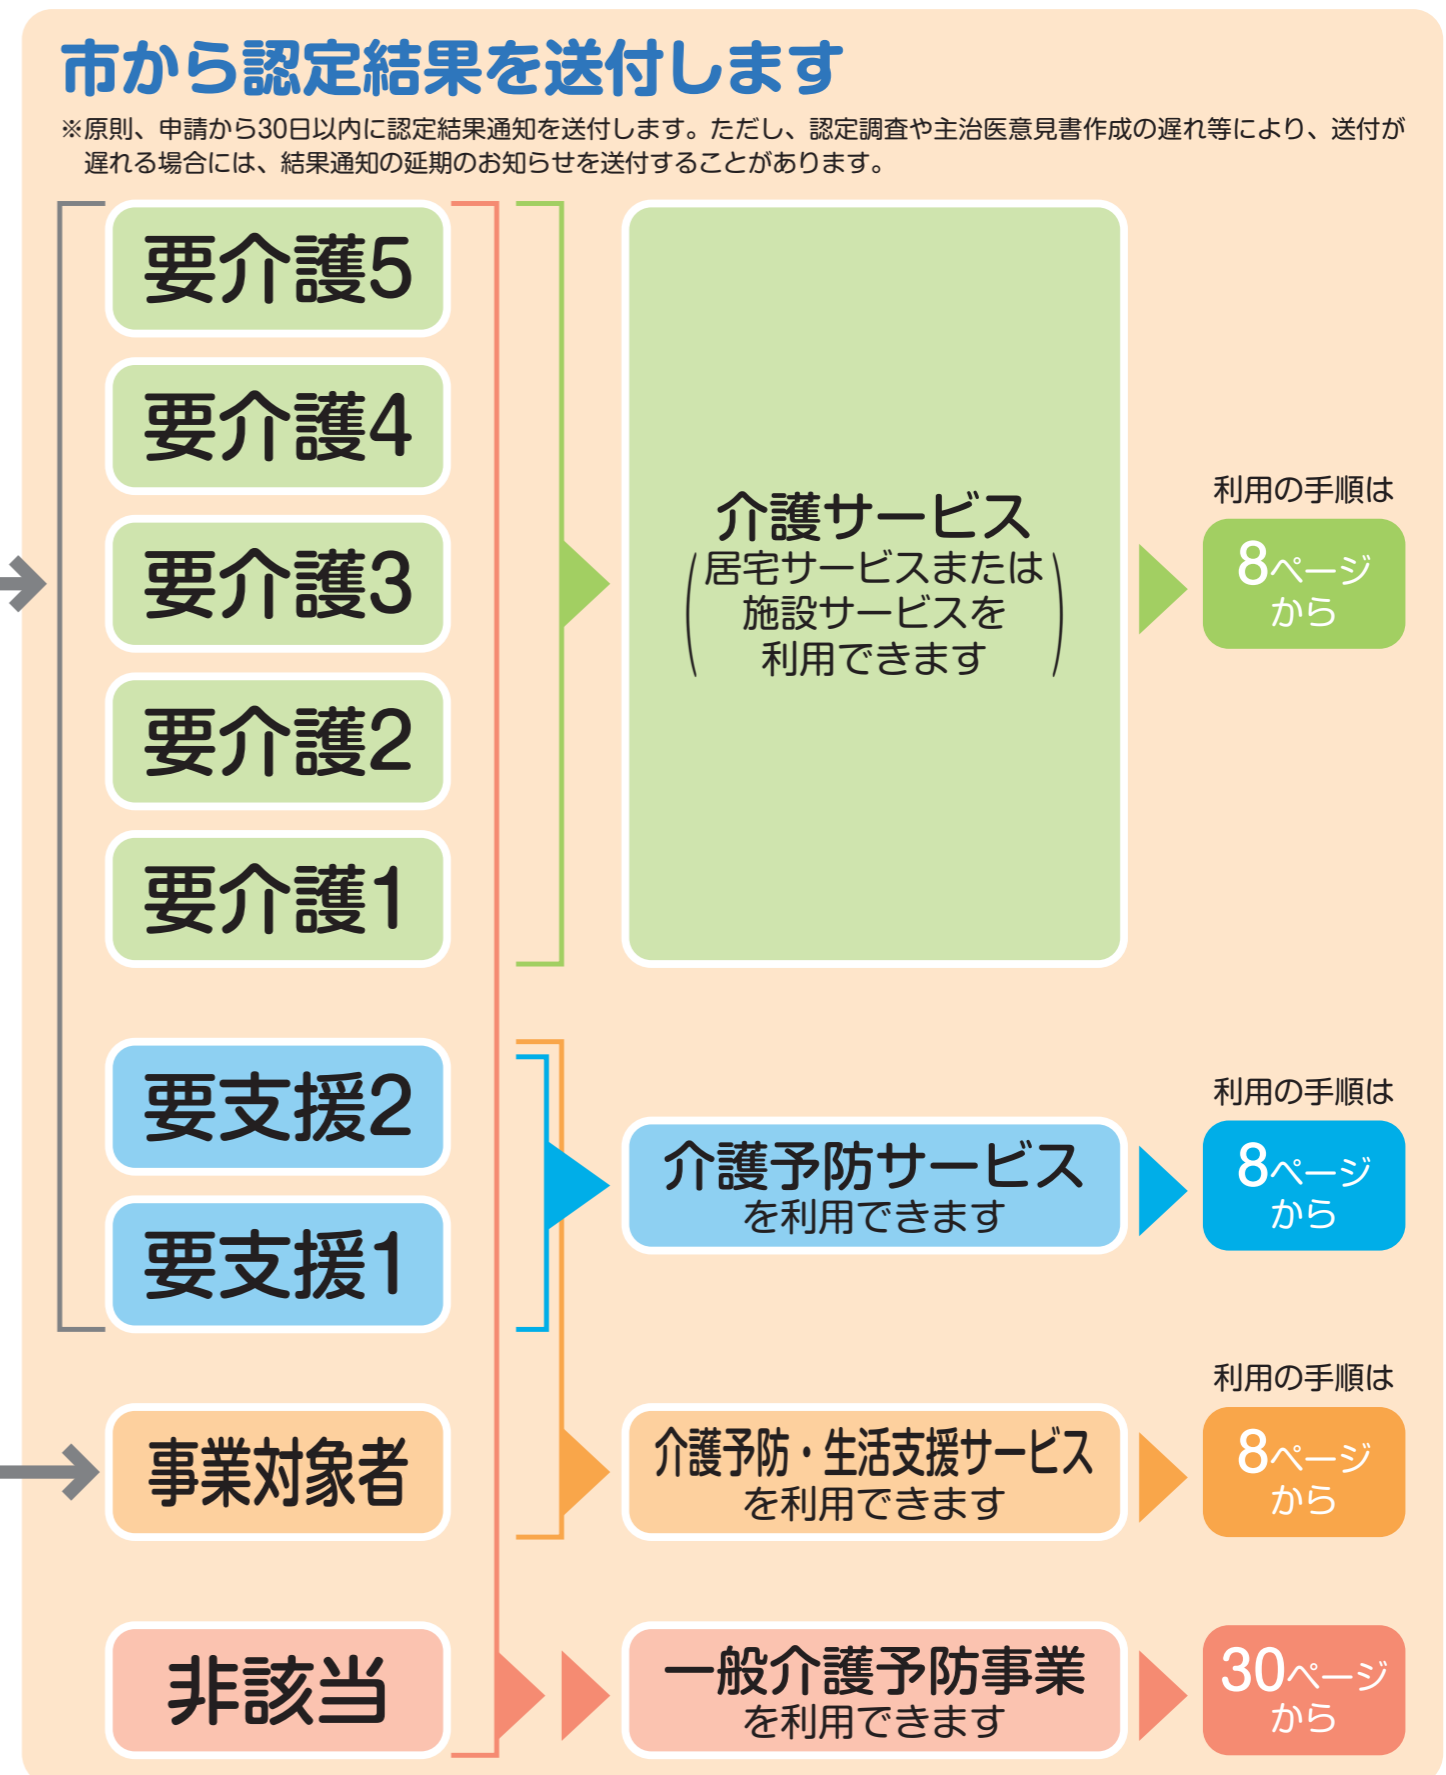 市から認定結果を送付します
※原則、申請から30日以内に認定結果通知を送付します。ただし、認定調査や主治医意見書作成の遅れ等により、送付が
遅れる場合には、結果通知の延期のお知らせを送付することがあります。
要介護5
要介護4
要介護3
要介護2
要介護1
介護サービス
(居宅サービスまたは
施設サービスを
利用できます)
利用の手順は
8ページ
から
要支援2
要支援1
介護予防サービス
を利用できます
利用の手順は
8ページ
から
事業対象者
介護予防・生活支援サービス
を利用できます
利用の手順は
8ページ
から
非該当
一般介護予防事業
を利用できます
30ページ
から